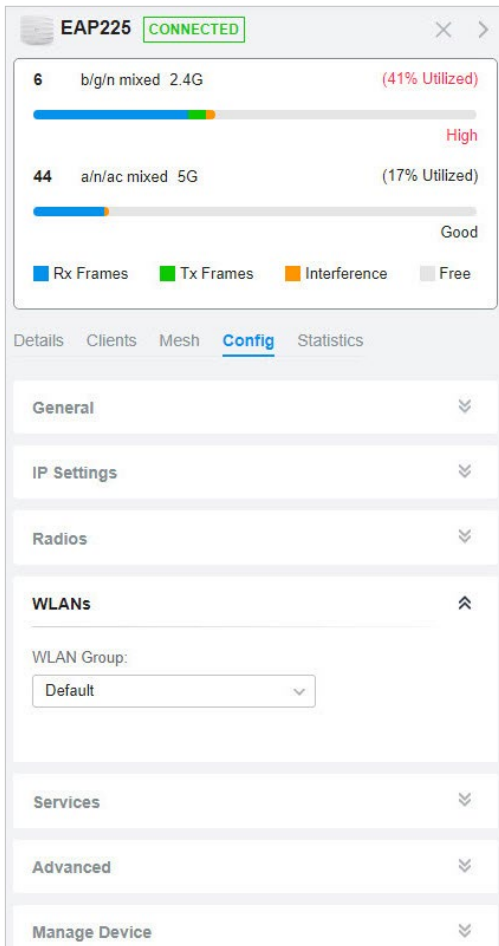 EAP225 CONNECTED
6 b/g/n mixed 2.4G (41% Utilized)
High
44 a/n/ac mixed 5G (17% Utilized)
Good
Rx Frames Tx Frames Interference Free
Details Clients Mesh Config Statistics
General
IP Settings
Radios
WLANs
WLAN Group:
Default
Services
Advanced
Manage Device